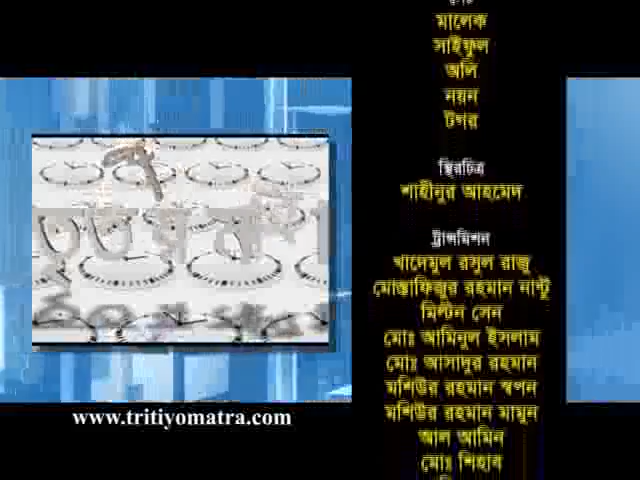 মালেক
সাইফুল
অলি
নয়ন
টগর
স্থিরচিত্র
শাহীনুর আহমেদ
ট্রান্সমিশন
খাদেমুল রসুল রাজু
মোস্তাফিজুর রহমান নান্টু
মিল্টন সেন
মোঃ আমিনুল ইসলাম
মোঃ আসাদুর রহমান
মশিউর রহমান স্বপন
মশিউর রহমান মামুন
আল আমিন
মোঃ শিহাব
www.tritiyomatra.com